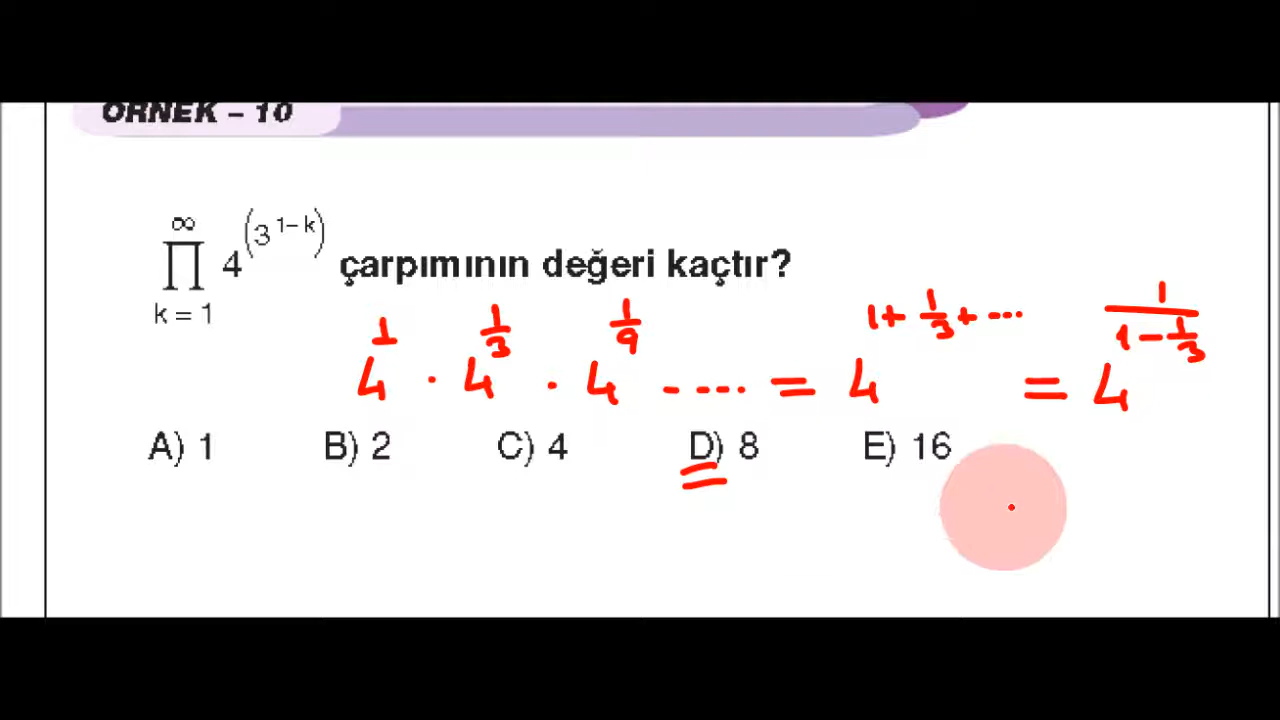 ÖRNEK – 10
∞
∏ 4^(3^(1–k)) çarpımının değeri kaçtır?
k = 1
4^1 · 4^(1/3) · 4^(1/9) ····· = 4^(1 + 1/3 + ···) = 4^(1/(1 – 1/3))
A) 1 B) 2 C) 4 D) 8 E) 16